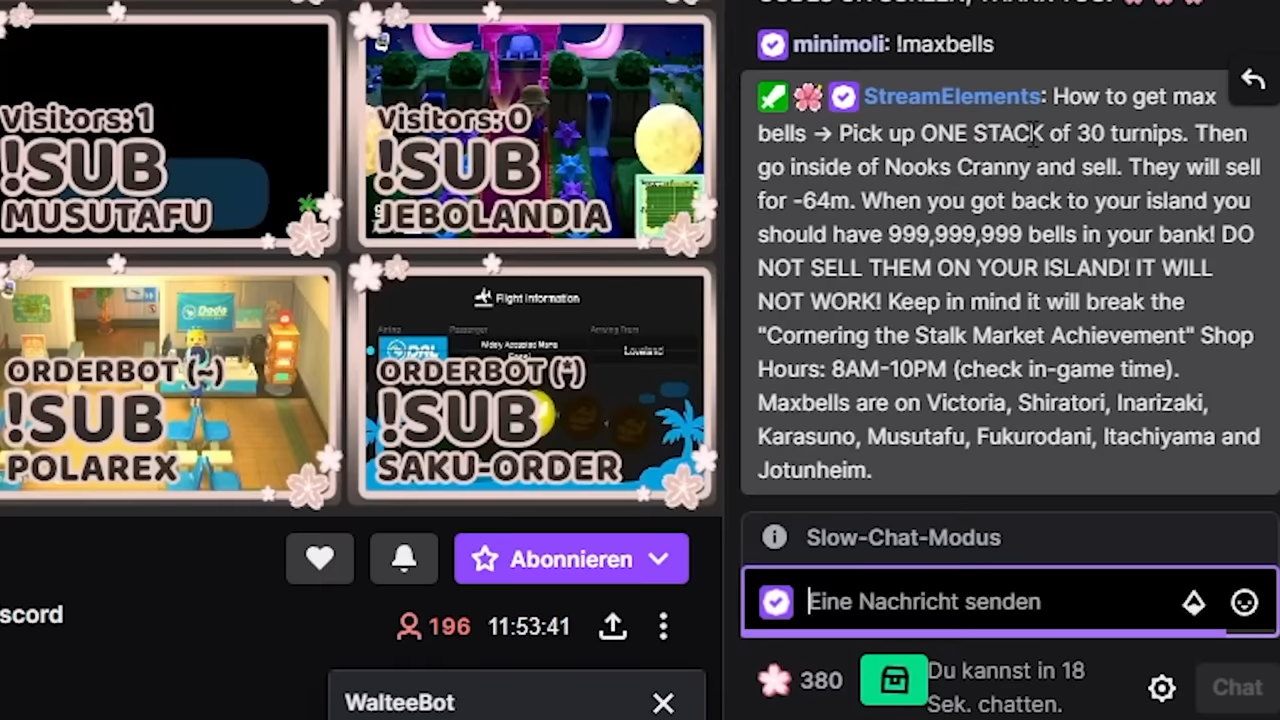 Visitors: 1
!SUB
MUSUTAFU
Visitors: 0
!SUB
JEBOLANDIA
ORDERBOT (~)
!SUB
POLAREX
Flight Information
Passenger
Arriving From
DAL
Loveland
ORDERBOT (*)
!SUB
SAKU-ORDER
Abonnieren
scord
196 11:53:41
WalteeBot
minimoli: !maxbells
StreamElements: How to get max
bells → Pick up ONE STACK of 30 turnips. Then
go inside of Nooks Cranny and sell. They will sell
for -64m. When you got back to your island you
should have 999,999,999 bells in your bank! DO
NOT SELL THEM ON YOUR ISLAND! IT WILL
NOT WORK! Keep in mind it will break the
"Cornering the Stalk Market Achievement" Shop
Hours: 8AM-10PM (check in-game time).
Maxbells are on Victoria, Shiratori, Inarizaki,
Karasuno, Musutafu, Fukurodani, Itachiyama and
Jotunheim.
Slow-Chat-Modus
Eine Nachricht senden
380
Du kannst in 18
Sek. chatten.
Chat